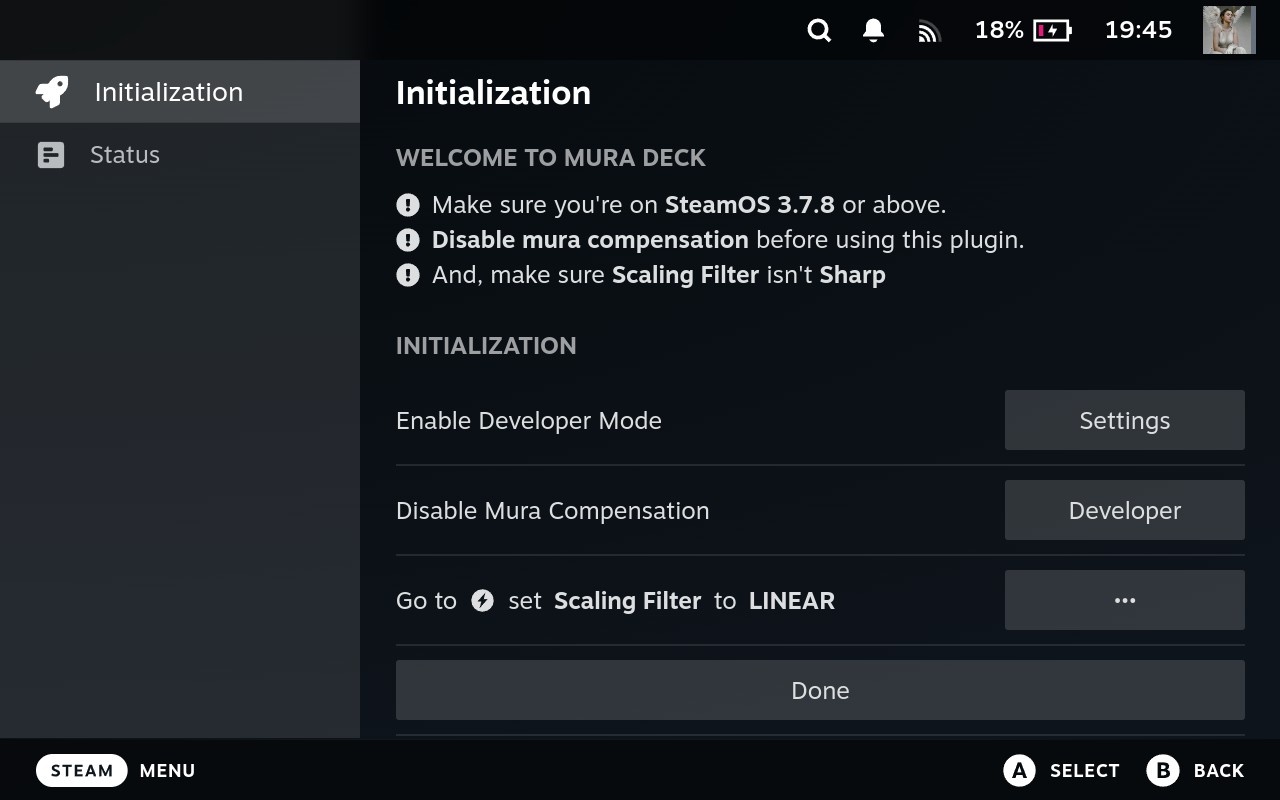 18% 19:45
Initialization
Status
Initialization
WELCOME TO MURA DECK
Make sure you're on SteamOS 3.7.8 or above.
Disable mura compensation before using this plugin.
And, make sure Scaling Filter isn't Sharp
INITIALIZATION
Enable Developer Mode Settings
Disable Mura Compensation Developer
Go to set Scaling Filter to LINEAR ...
Done
STEAM MENU A SELECT B BACK